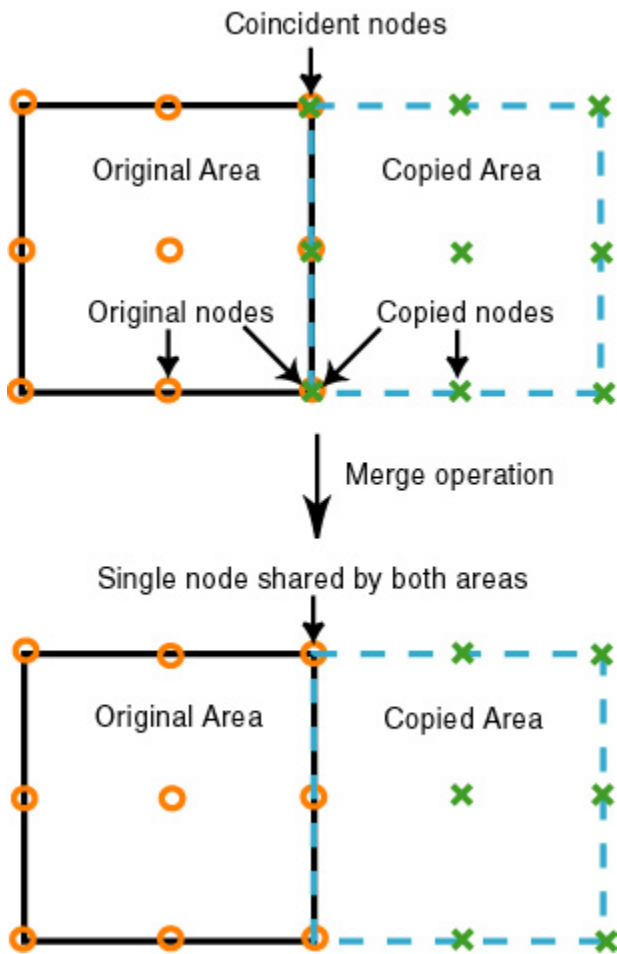 Coincident nodes
Original Area
Copied Area
Original nodes
Copied nodes
Merge operation
Single node shared by both areas
Original Area
Copied Area